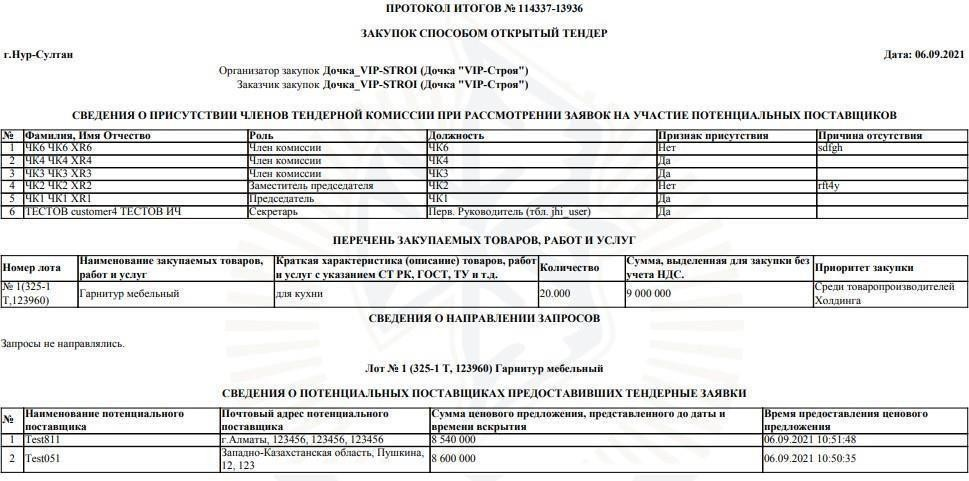 ПРОТОКОЛ ИТОГОВ № 114337-13936
ЗАКУПОК СПОСОБОМ ОТКРЫТЫЙ ТЕНДЕР
г.Нур-Султан Дата: 06.09.2021
Организатор закупок Дочка_VIP-STROI (Дочка "VIP-Строя")
Заказчик закупок Дочка_VIP-STROI (Дочка "VIP-Строя")
СВЕДЕНИЯ О ПРИСУТСТВИИ ЧЛЕНОВ ТЕНДЕРНОЙ КОМИССИИ ПРИ РАССМОТРЕНИИ ЗАЯВОК НА УЧАСТИЕ ПОТЕНЦИАЛЬНЫХ ПОСТАВЩИКОВ
№ Фамилия, Имя Отчество Роль Должность Признак присутствия Причина отсутствия
1 ЧК6 ЧК6 XR6 Член комиссии ЧК6 Нет sdfgh
2 ЧК4 ЧК4 XR4 Член комиссии ЧК4 Да
3 ЧК3 ЧК3 XR3 Член комиссии ЧК3 Да
4 ЧК2 ЧК2 XR2 Заместитель председателя ЧК2 Нет rft4y
5 ЧК1 ЧК1 XR1 Председатель ЧК1 Да
6 ТЕСТОВ customer4 ТЕСТОВ ИЧ Секретарь Перв. Руководитель (тбл. jhi_user) Да
ПЕРЕЧЕНЬ ЗАКУПАЕМЫХ ТОВАРОВ, РАБОТ И УСЛУГ
Номер лота Наименование закупаемых товаров, работ и услуг Краткая характеристика (описание) товаров, работ и услуг с указанием СТ РК, ГОСТ, ТУ и т.д. Количество Сумма, выделенная для закупки без учета НДС. Приоритет закупки
№ 1(325-1 Т,123960) Гарнитур мебельный для кухни 20.000 9 000 000 Среди товаропроизводителей Холдинга
СВЕДЕНИЯ О НАПРАВЛЕНИИ ЗАПРОСОВ
Запросы не направлялись.
Лот № 1 (325-1 Т, 123960) Гарнитур мебельный
СВЕДЕНИЯ О ПОТЕНЦИАЛЬНЫХ ПОСТАВЩИКАХ ПРЕДОСТАВИВШИХ ТЕНДЕРНЫЕ ЗАЯВКИ
№ Наименование потенциального поставщика Почтовый адрес потенциального поставщика Сумма ценового предложения, представленного до даты и времени вскрытия Время предоставления ценового предложения
1 Test811 г.Алматы, 123456, 123456, 123456 8 540 000 06.09.2021 10:51:48
2 Test051 Западно-Казахстанская область, Пушкина, 12, 123 8 600 000 06.09.2021 10:50:35